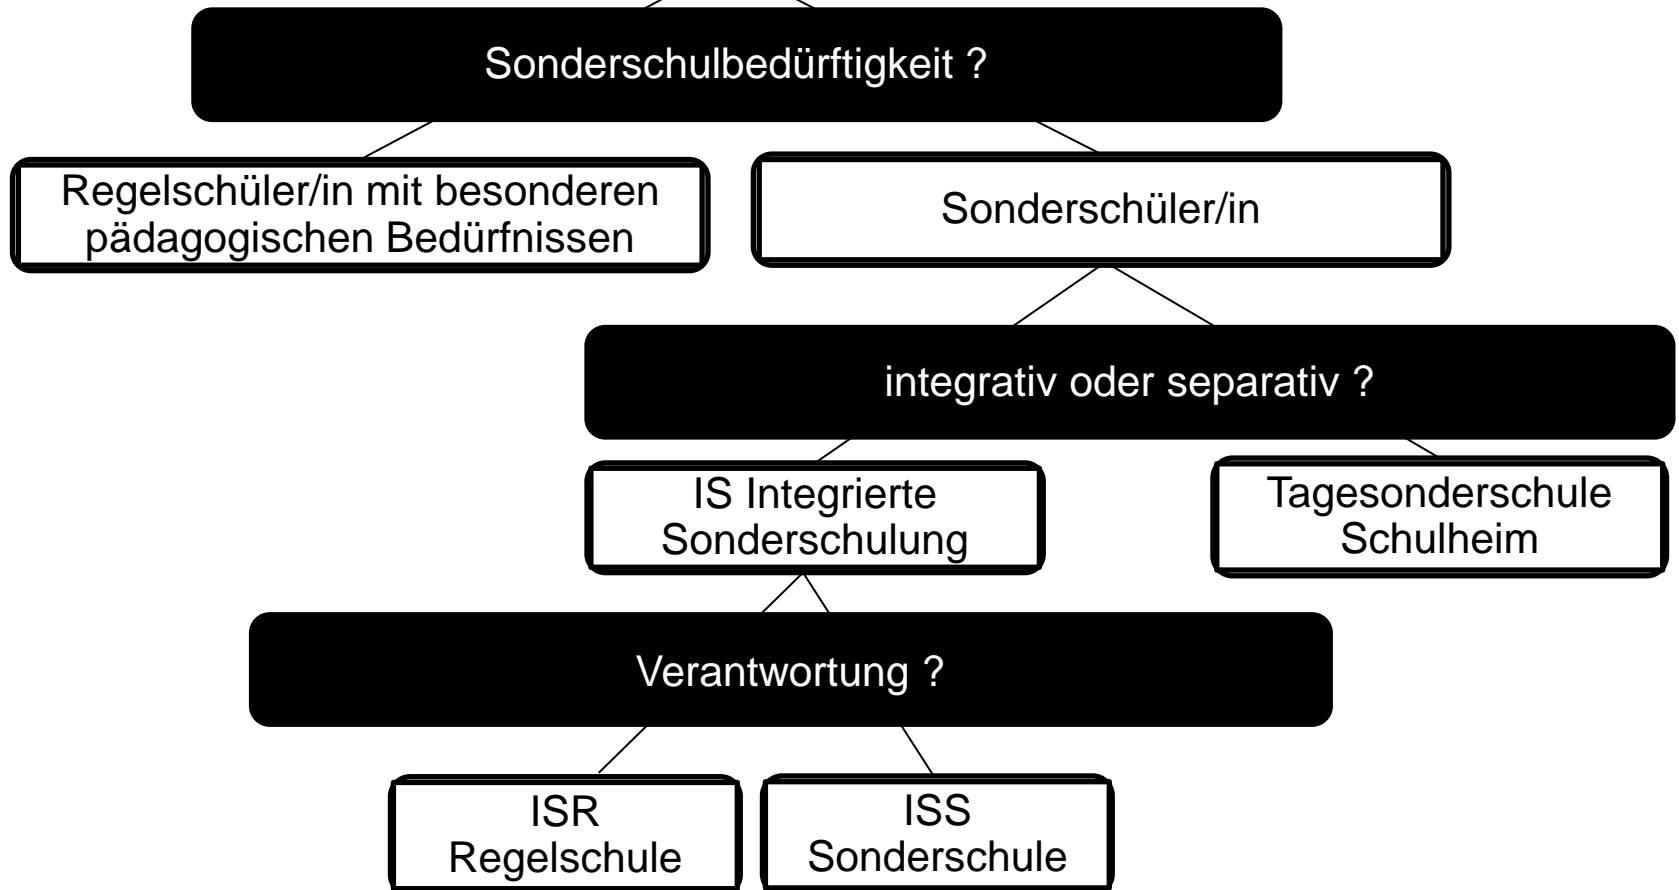 Sonderschulbedürftigkeit ?
Regelschüler/in mit besonderen
pädagogischen Bedürfnissen
Sonderschüler/in
integrativ oder separativ ?
IS Integrierte
Sonderschulung
Tagesonderschule
Schulheim
Verantwortung ?
ISR
Regelschule
ISS
Sonderschule